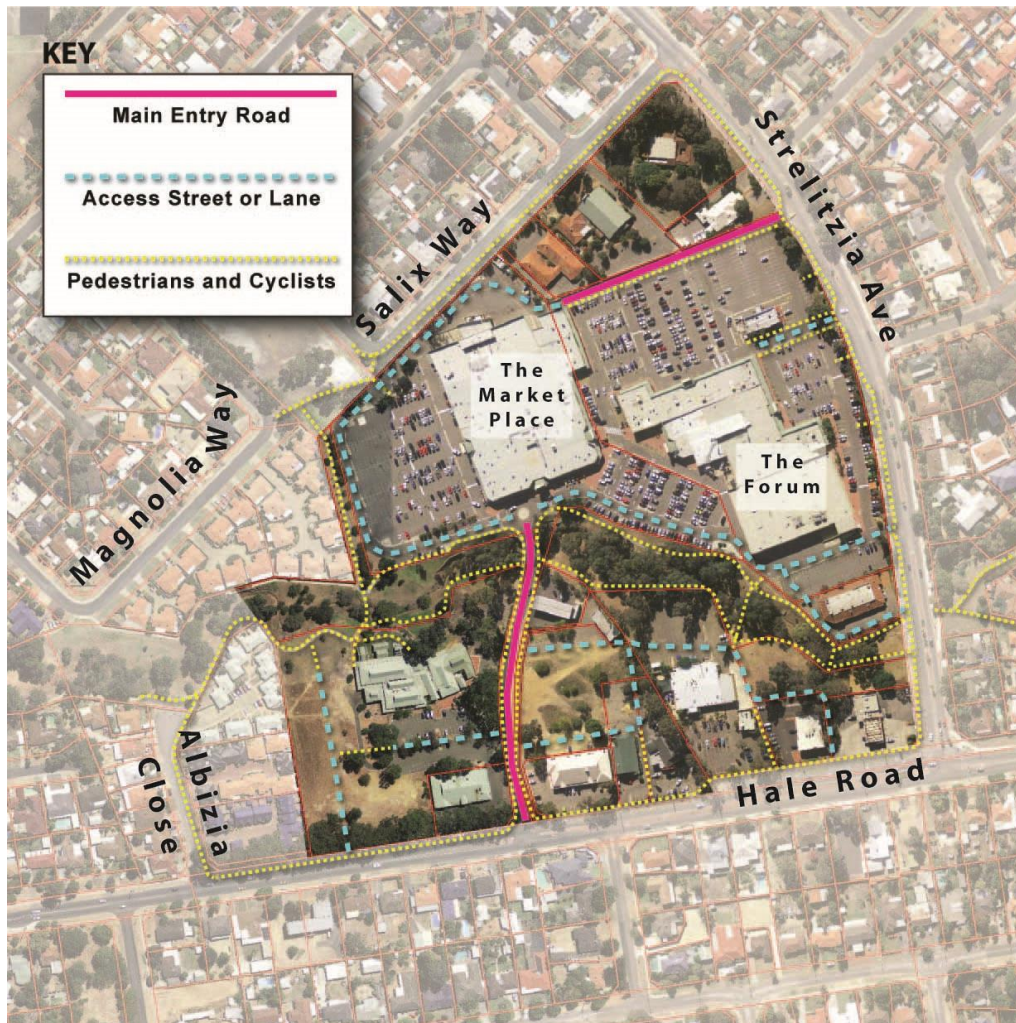 KEY
Main Entry Road
Access Street or Lane
Pedestrians and Cyclists
Salix Way
Strelitzia Ave
Magnolia Way
The
Market
Place
The
Forum
Albizia
Close
Hale Road